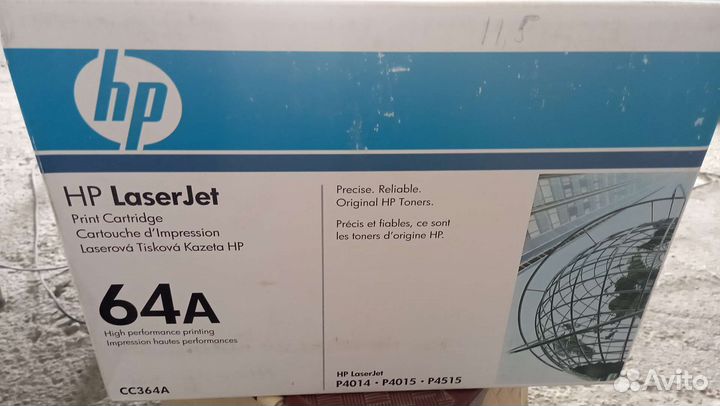 11,5
hp
HP LaserJet
Print Cartridge
Cartouche d'Impression
Laserová Tisková Kazeta HP
64A
High performance printing
Impression hautes performances
CC364A
Precise. Reliable.
Original HP Toners.
Précis et fiables, ce sont
les toners d'origine HP.
HP LaserJet
P4014 • P4015 • P4515
Avito